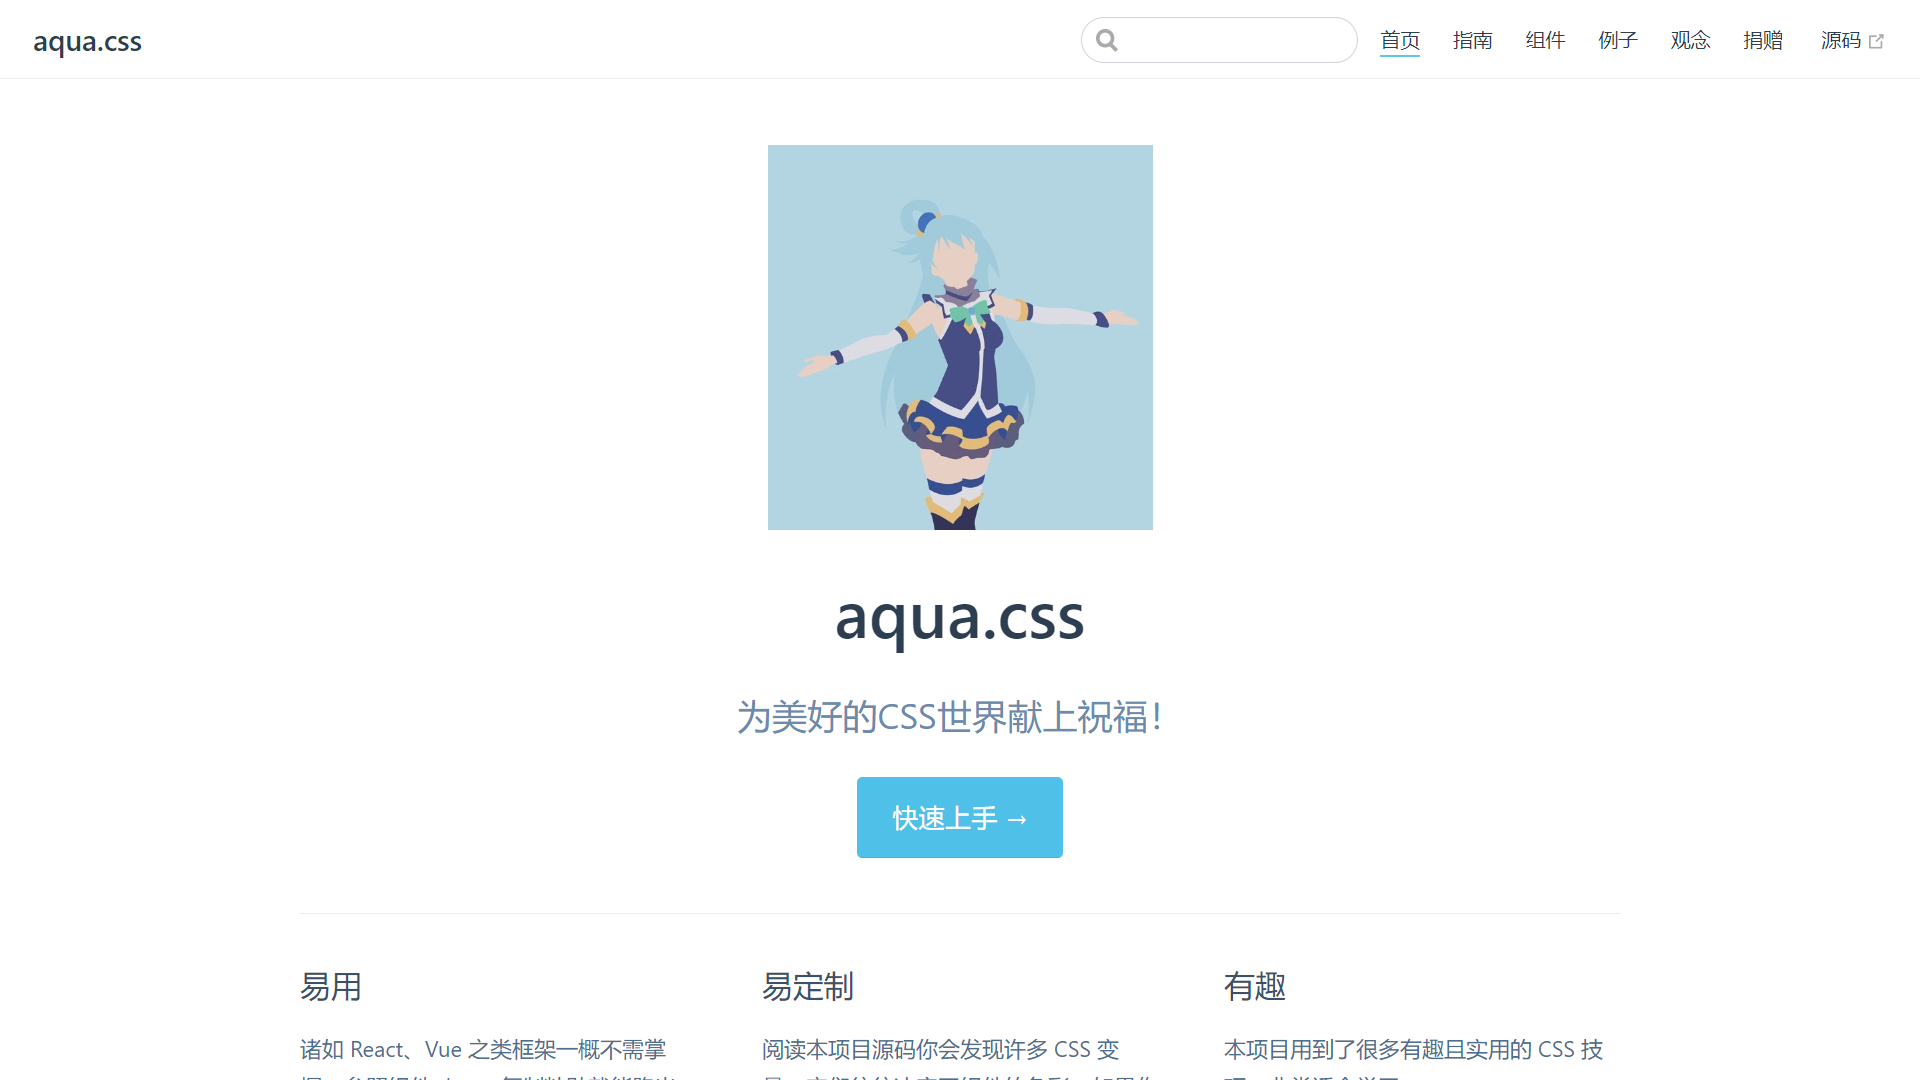 aqua.css
首页 指南 组件 例子 观念 捐赠 源码
aqua.css
为美好的CSS世界献上祝福！
快速上手 →
易用
诸如 React、Vue 之类框架一概不需掌
易定制
阅读本项目源码你会发现许多 CSS 变
有趣
本项目用到了很多有趣且实用的 CSS 技